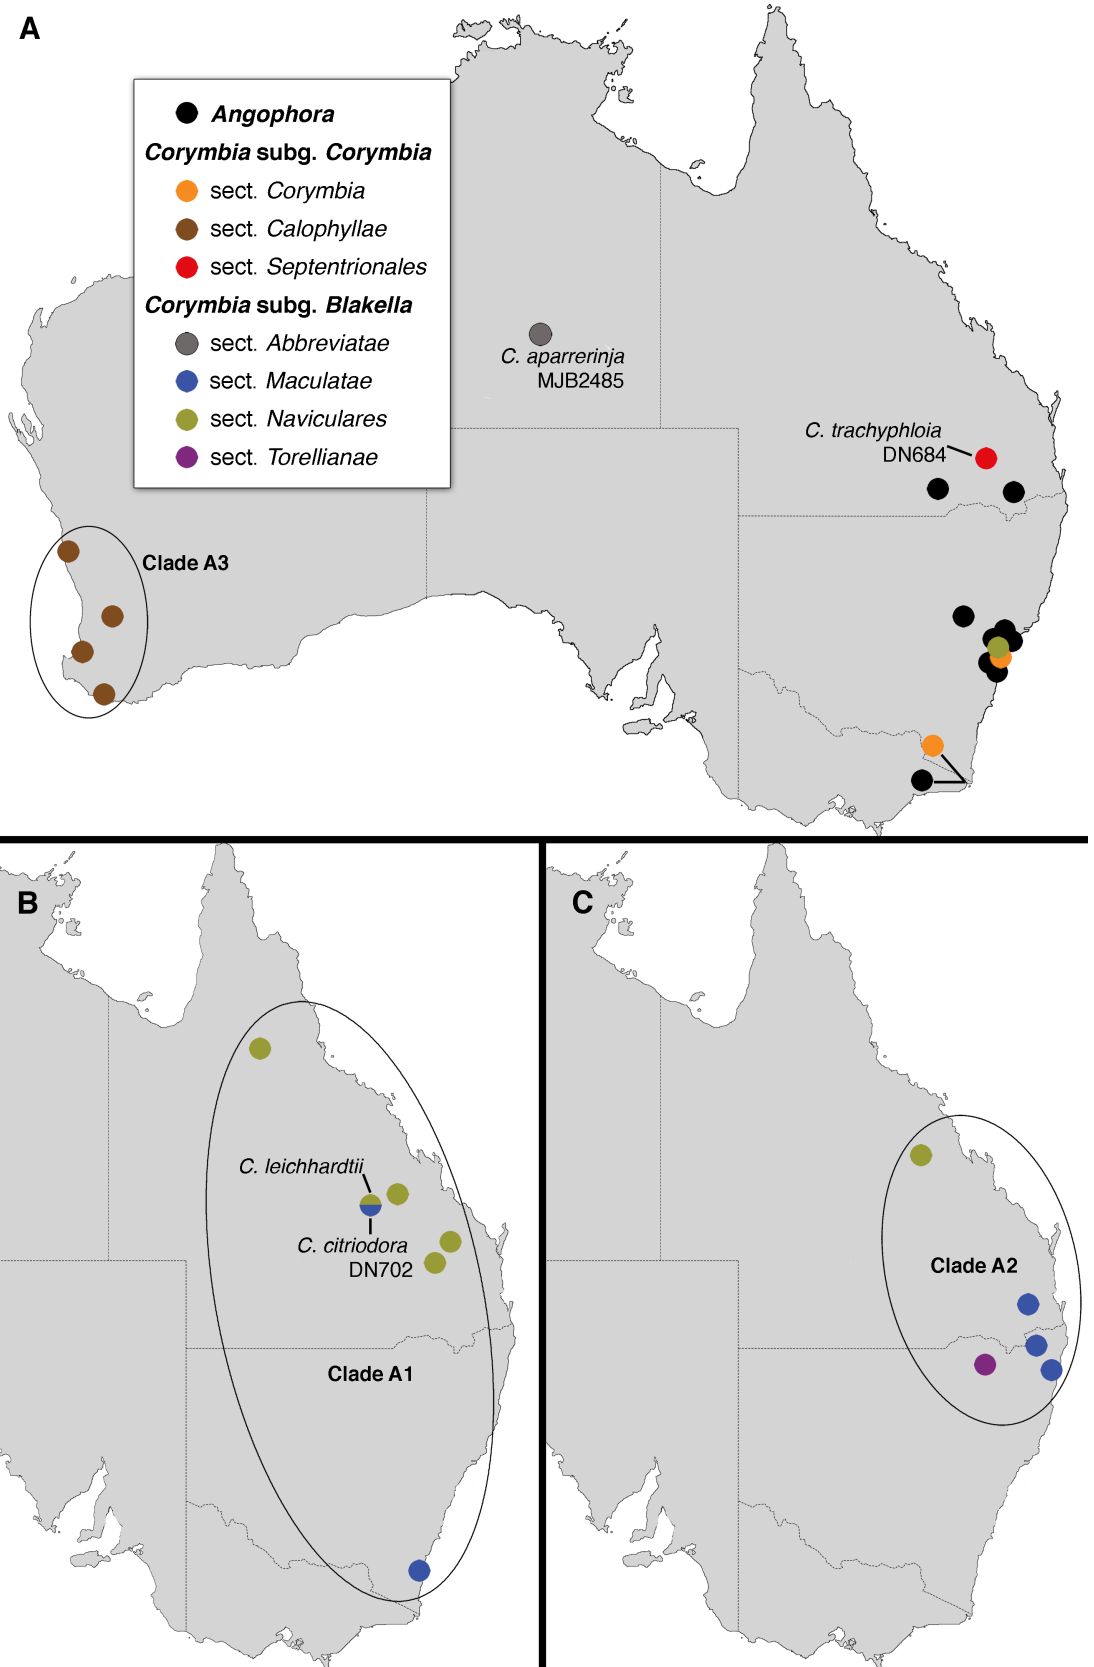 A
Angophora
Corymbia subg. Corymbia
sect. Corymbia
sect. Calophyllae
sect. Septentrionales
Corymbia subg. Blakella
sect. Abbreviatae
sect. Maculatae
sect. Naviculares
sect. Torellianae
C. aparrerinja
MJB2485
C. trachyphloia
DN684
Clade A3
B
C. leichhardtii
C. citriodora
DN702
Clade A1
C
Clade A2